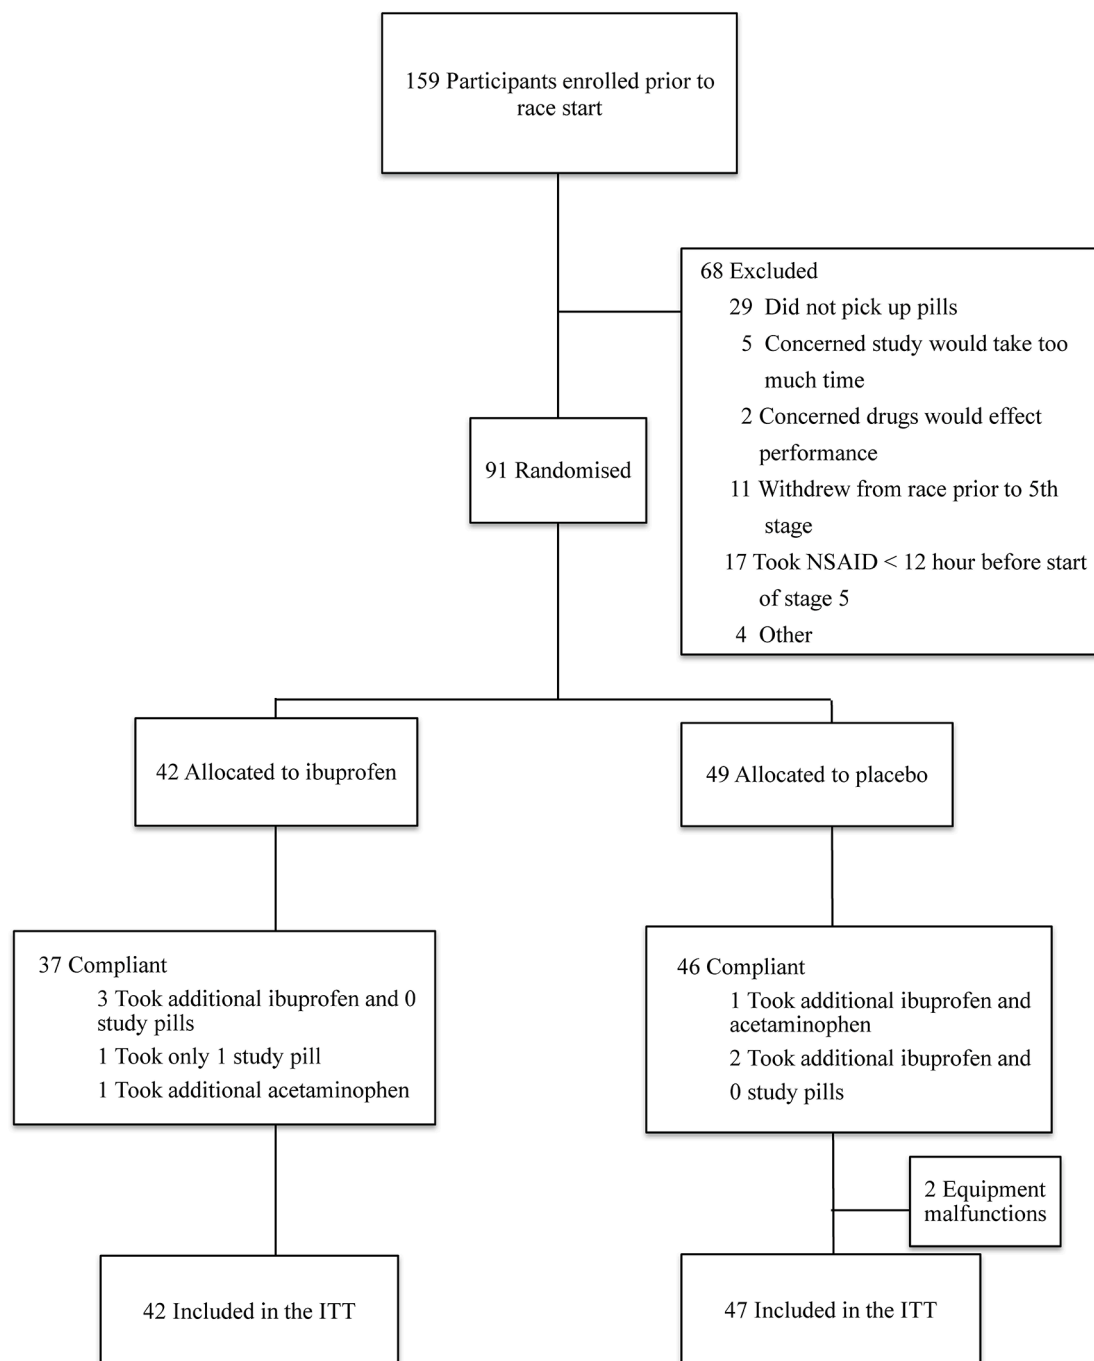 159 Participants enrolled prior to
race start
68 Excluded
29 Did not pick up pills
5 Concerned study would take too
much time
2 Concerned drugs would effect
performance
11 Withdrew from race prior to 5th
stage
17 Took NSAID < 12 hour before start
of stage 5
4 Other
91 Randomised
42 Allocated to ibuprofen
49 Allocated to placebo
37 Compliant
3 Took additional ibuprofen and 0
study pills
1 Took only 1 study pill
1 Took additional acetaminophen
46 Compliant
1 Took additional ibuprofen and
acetaminophen
2 Took additional ibuprofen and
0 study pills
2 Equipment
malfunctions
42 Included in the ITT
47 Included in the ITT